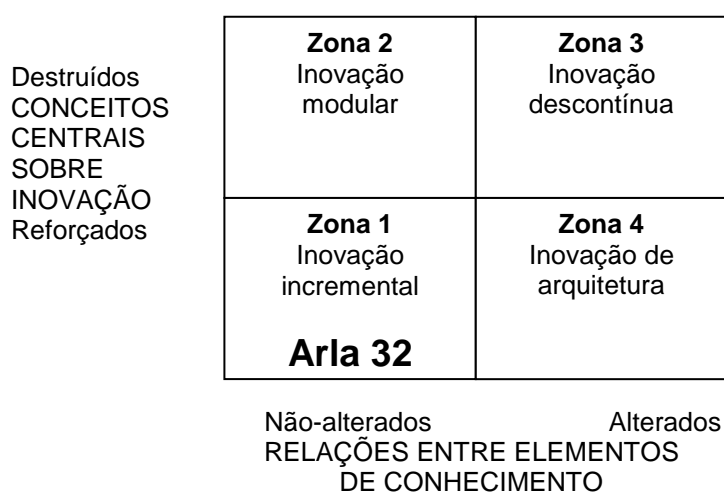 Zona 2
Inovação
modular
Zona 3
Inovação
descontínua
Destruídos
CONCEITOS
CENTRAIS
SOBRE
INOVAÇÃO
Reforçados
Zona 1
Inovação
incremental
Arla 32
Zona 4
Inovação de
arquitetura
Não-alterados Alterados
RELAÇÕES ENTRE ELEMENTOS
DE CONHECIMENTO